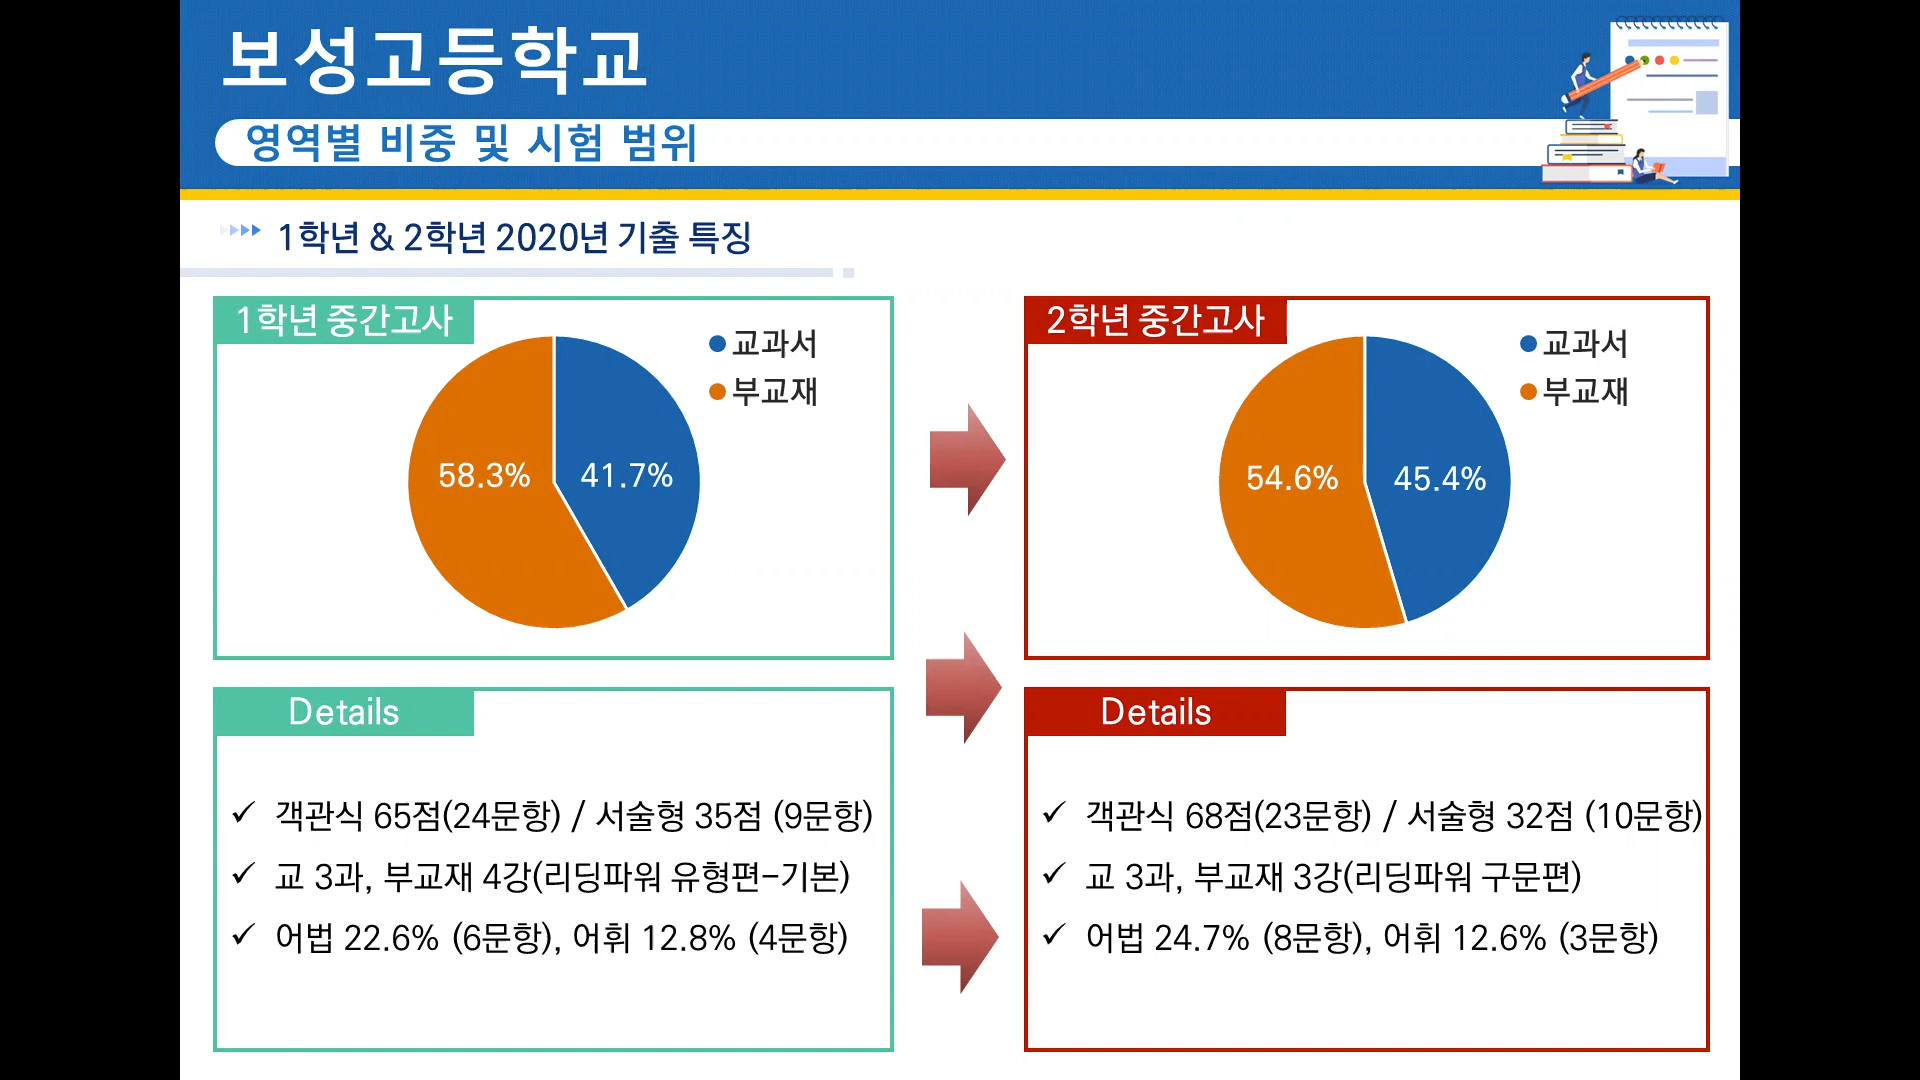 보성고등학교
영역별 비중 및 시험 범위
1학년 & 2학년 2020년 기출 특징
1학년 중간고사
교과서
부교재
58.3%
41.7%
2학년 중간고사
교과서
부교재
54.6%
45.4%
Details
객관식 65점(24문항) / 서술형 35점 (9문항)
교 3과, 부교재 4강(리딩파워 유형편-기본)
어법 22.6% (6문항), 어휘 12.8% (4문항)
Details
객관식 68점(23문항) / 서술형 32점 (10문항)
교 3과, 부교재 3강(리딩파워 구문편)
어법 24.7% (8문항), 어휘 12.6% (3문항)